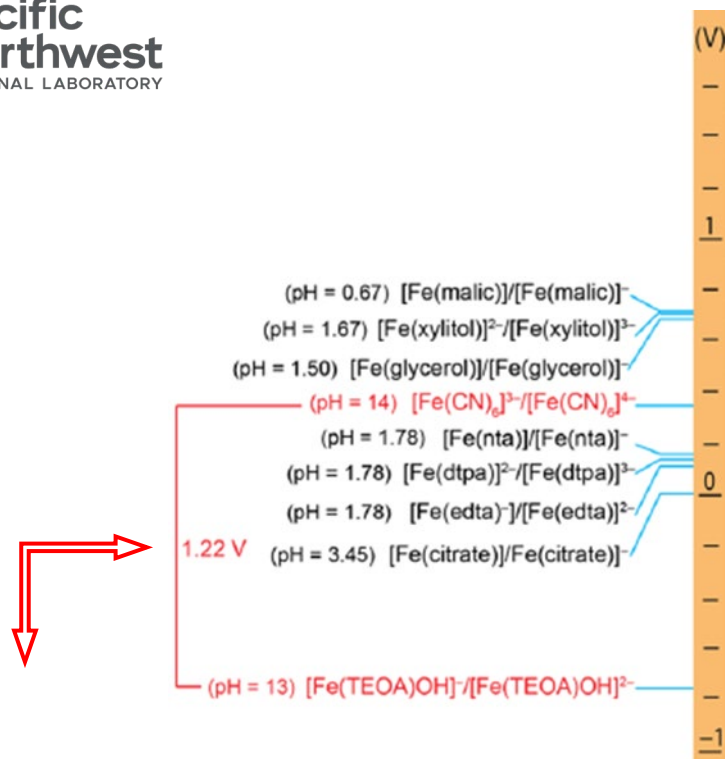 cific
rthwest
NAL LABORATORY
(V)
1
(pH = 0.67) [Fe(malic)]/[Fe(malic)]⁻
(pH = 1.67) [Fe(xylitol)]²⁻/[Fe(xylitol)]³⁻
(pH = 1.50) [Fe(glycerol)]/[Fe(glycerol)]⁻
(pH = 14) [Fe(CN)₆]³⁻/[Fe(CN)₆]⁴⁻
(pH = 1.78) [Fe(nta)]/[Fe(nta)]⁻
(pH = 1.78) [Fe(dtpa)]²⁻/[Fe(dtpa)]³⁻
0
(pH = 1.78) [Fe(edta)⁻]/[Fe(edta)]²⁻
1.22 V
(pH = 3.45) [Fe(citrate)]/Fe(citrate)]⁻
(pH = 13) [Fe(TEOA)OH]⁻/[Fe(TEOA)OH]²⁻
−1